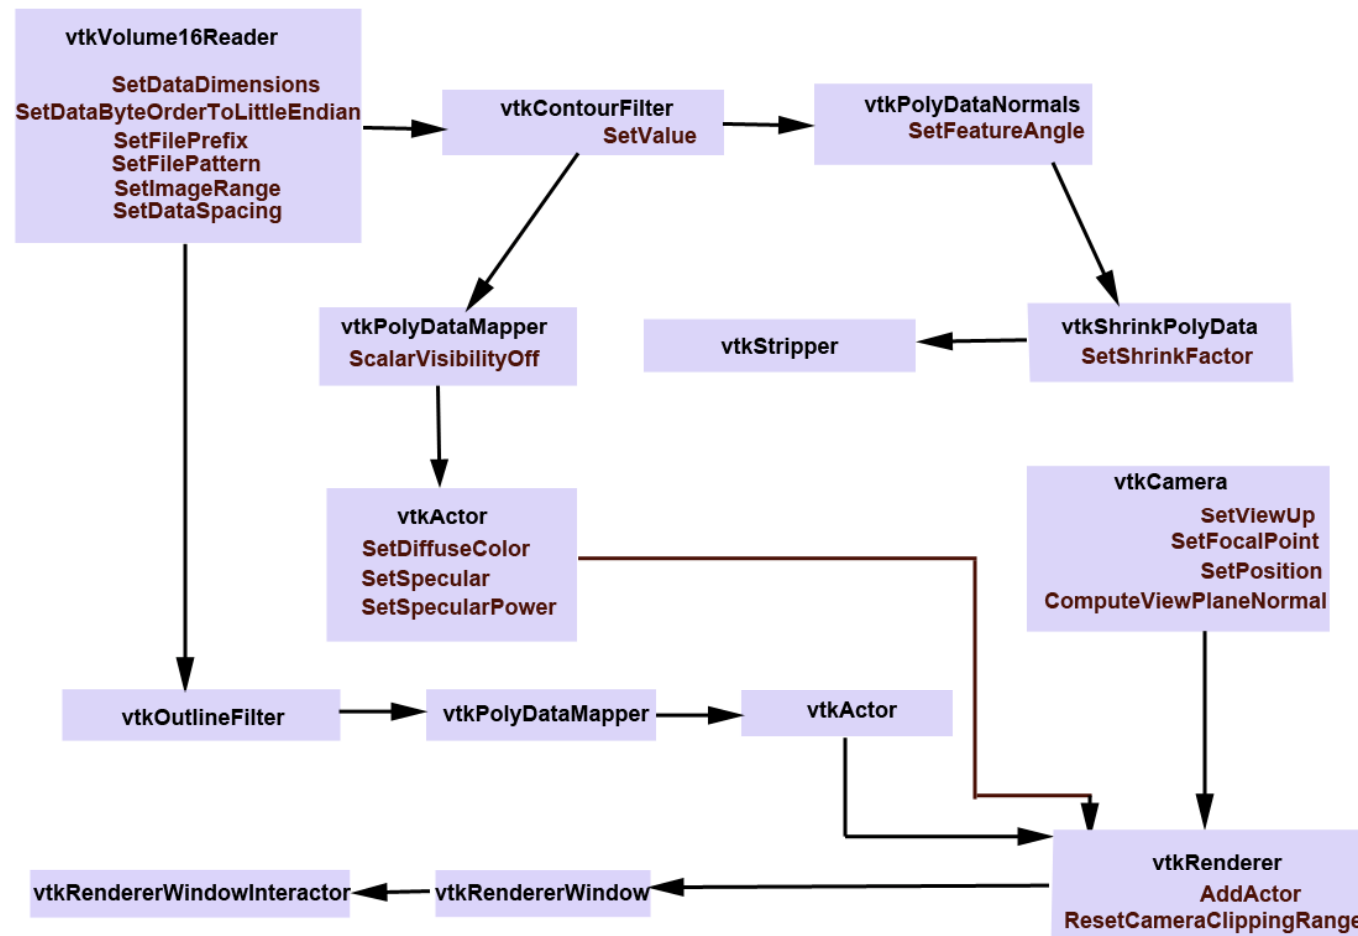 vtkVolume16Reader
SetDataDimensions
SetDataByteOrderToLittleEndian
SetFilePrefix
SetFilePattern
SetImageRange
SetDataSpacing
vtkContourFilter
SetValue
vtkPolyDataNormals
SetFeatureAngle
vtkPolyDataMapper
ScalarVisibilityOff
vtkStripper
vtkShrinkPolyData
SetShrinkFactor
vtkActor
SetDiffuseColor
SetSpecular
SetSpecularPower
vtkCamera
SetViewUp
SetFocalPoint
SetPosition
ComputeViewPlaneNormal
vtkOutlineFilter
vtkPolyDataMapper
vtkActor
vtkRenderer
AddActor
ResetCameraClippingRange
vtkRendererWindow
vtkRendererWindowInteractor